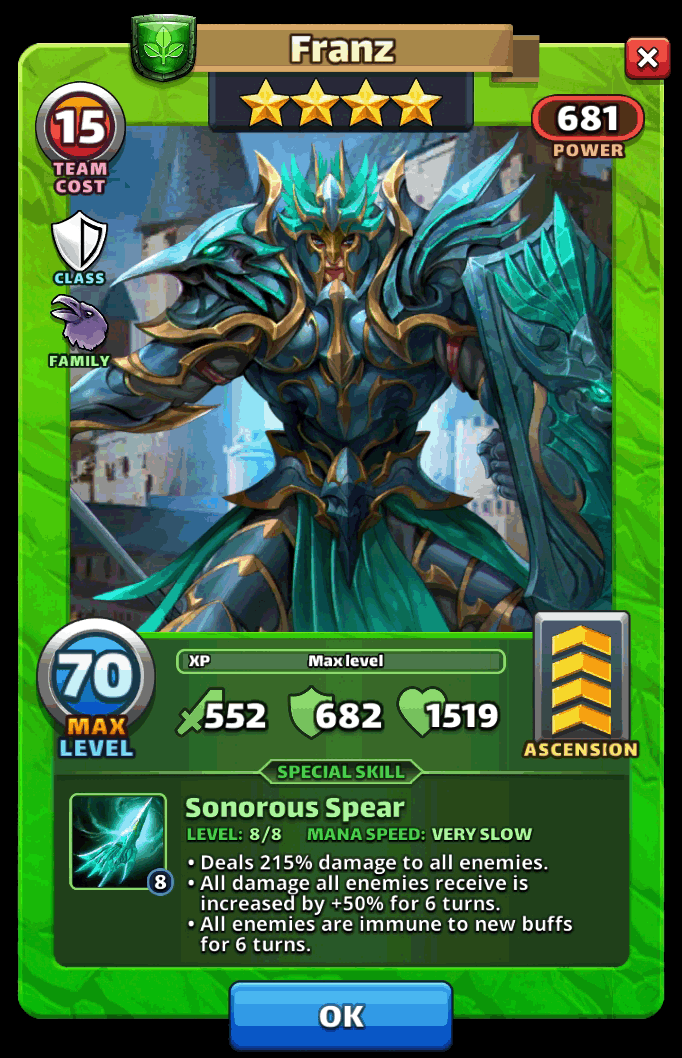 Franz
15
TEAM
COST
681
POWER
CLASS
FAMILY
70
MAX
LEVEL
XP Max level
552 682 1519
ASCENSION
SPECIAL SKILL
Sonorous Spear
LEVEL: 8/8 MANA SPEED: VERY SLOW
8
• Deals 215% damage to all enemies.
• All damage all enemies receive is
increased by +50% for 6 turns.
• All enemies are immune to new buffs
for 6 turns.
OK